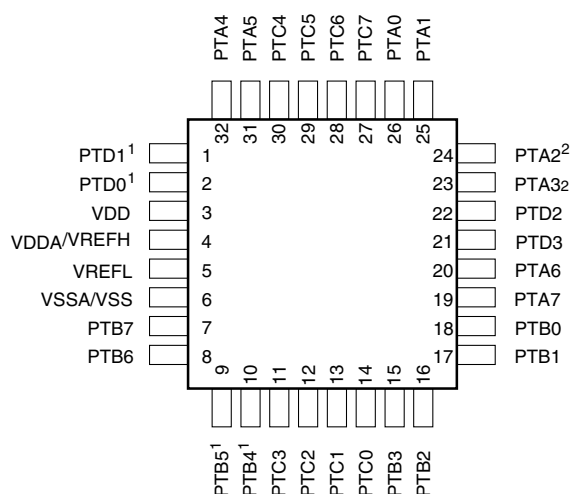 PTA4
PTA5
PTC4
PTC5
PTC6
PTC7
PTA0
PTA1
32
31
30
29
28
27
26
25
PTD1¹ 1
PTD0¹ 2
VDD 3
VDDA/VREFH 4
VREFL 5
VSSA/VSS 6
PTB7 7
PTB6 8
24 PTA2²
23 PTA32
22 PTD2
21 PTD3
20 PTA6
19 PTA7
18 PTB0
17 PTB1
9
10
11
12
13
14
15
16
PTB5¹
PTB4¹
PTC3
PTC2
PTC1
PTC0
PTB3
PTB2